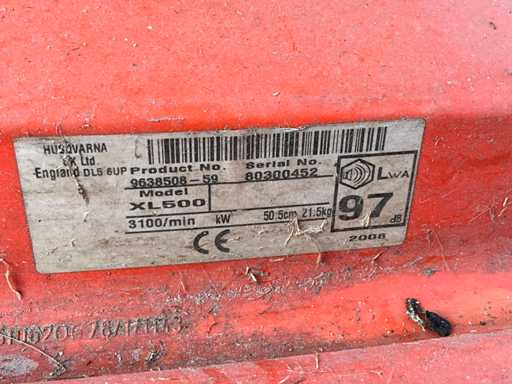 HUSQVARNA
UK Ltd
England DL5 6UP
Product No.
Serial No.
9638508-59
80300452
Model
XL500
3100/min
kW
50.5cm
21.5kg
LWA
97
dB
CE
2008